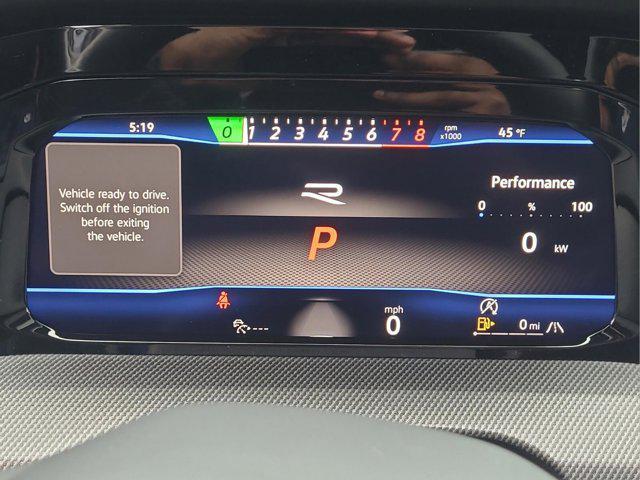 5:19
0 1 2 3 4 5 6 7 8
rpm
x1000
45 °F
Vehicle ready to drive.
Switch off the ignition
before exiting
the vehicle.
R
P
Performance
0 % 100
0 kW
---
mph
0
A
0 mi